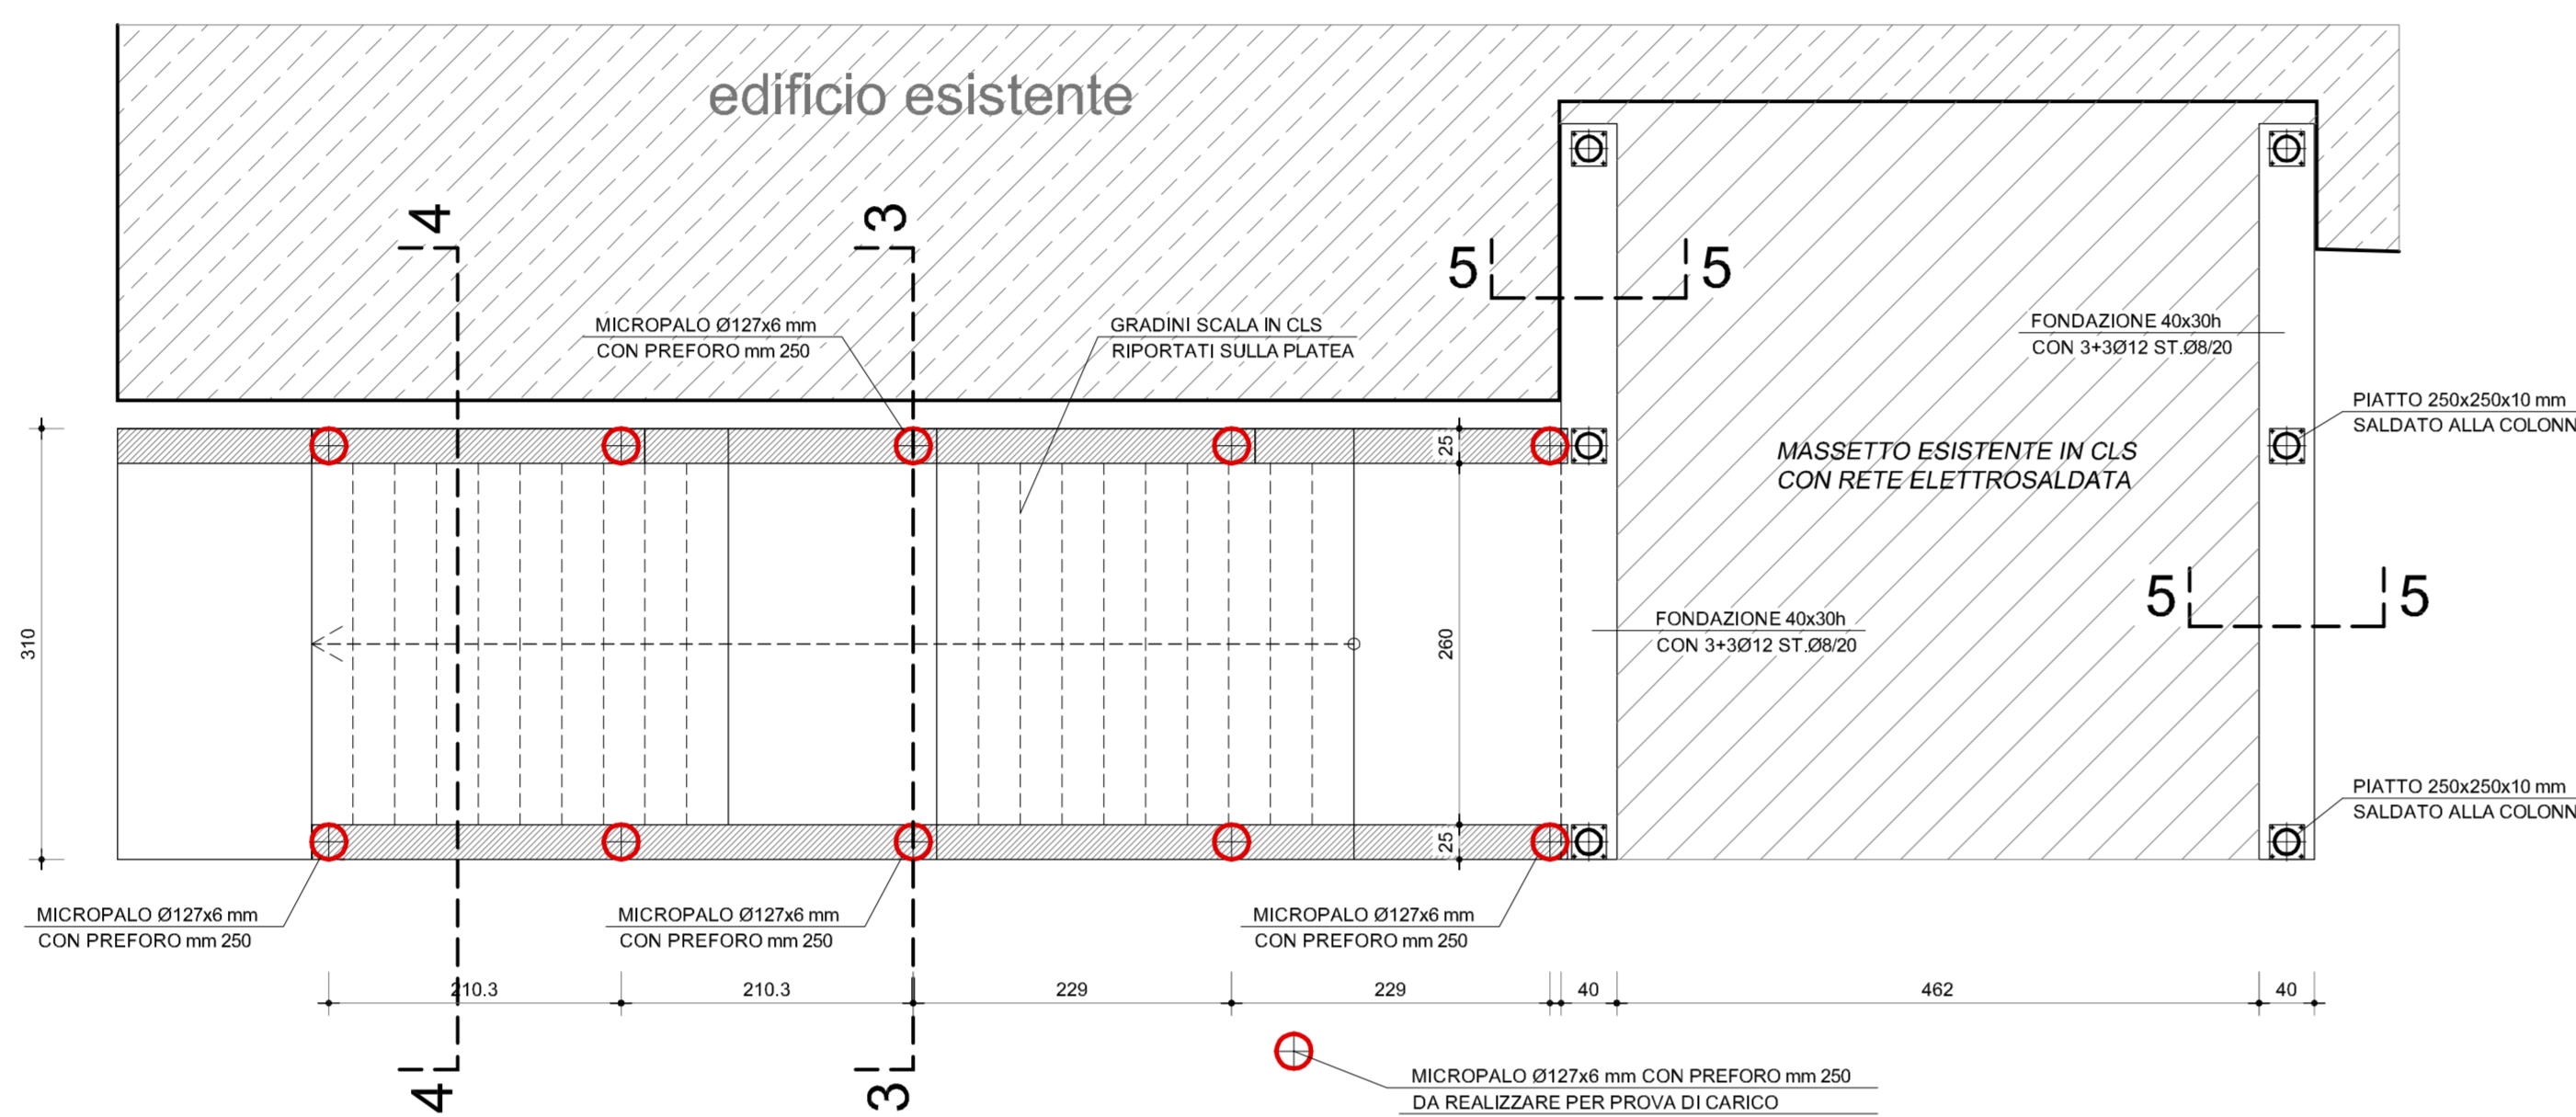 edificio esistente
4
3
5
5
MICROPALO Ø127x6 mm
CON PREFORO mm 250
GRADINI SCALA IN CLS
RIPORTATI SULLA PLATEA
FONDAZIONE 40x30h
CON 3+3Ø12 ST.Ø8/20
PIATTO 250x250x10 mm
SALDATO ALLA COLONN
25
MASSETTO ESISTENTE IN CLS
CON RETE ELETTROSALDATA
5
5
310
260
FONDAZIONE 40x30h
CON 3+3Ø12 ST.Ø8/20
PIATTO 250x250x10 mm
SALDATO ALLA COLONN
25
MICROPALO Ø127x6 mm
CON PREFORO mm 250
MICROPALO Ø127x6 mm
CON PREFORO mm 250
MICROPALO Ø127x6 mm
CON PREFORO mm 250
210.3
210.3
229
229
40
462
40
4
3
MICROPALO Ø127x6 mm CON PREFORO mm 250
DA REALIZZARE PER PROVA DI CARICO